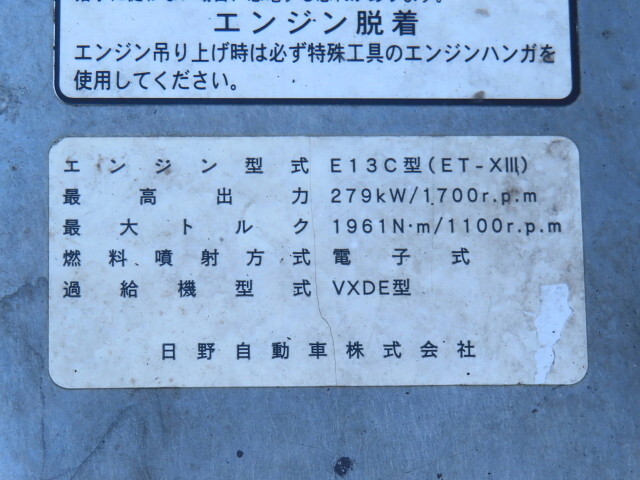 エンジン脱着
エンジン吊り上げ時は必ず特殊工具のエンジンハンガを
使用してください。
エンジン型式 E13C型(ET-XⅢ)
最高出力 279kW/1700r.p.m
最大トルク 1961N·m/1100r.p.m
燃料噴射方式 電子式
過給機型式 VXDE型
日野自動車株式会社